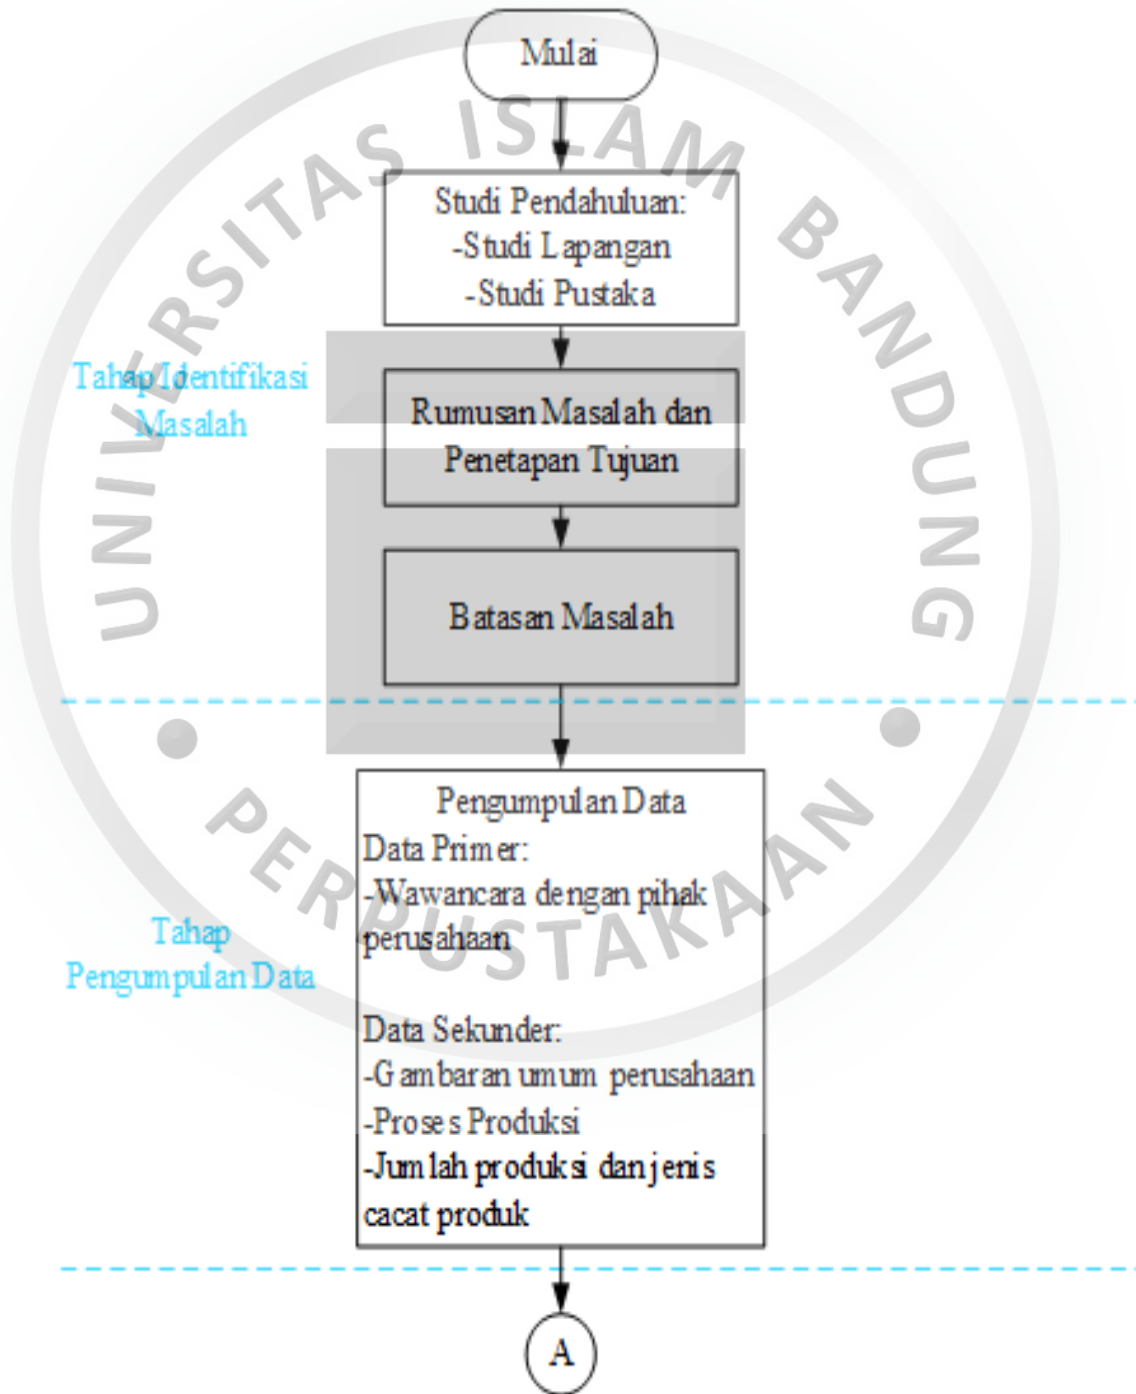 Mulai
UNIVERSITAS ISLAM BANDUNG
Studi Pendahuluan:
-Studi Lapangan
-Studi Pustaka
Tahap Identifikasi
Masalah
Rumusan Masalah dan
Penetapan Tujuan
Batasan Masalah
Pengumpulan Data
Data Primer:
-Wawancara dengan pihak
perusahaan
Data Sekunder:
-Gambaran umum perusahaan
-Proses Produksi
-Jumlah produksi dan jenis
cacat produk
Tahap
Pengumpulan Data
PERPUSTAKAAN
A